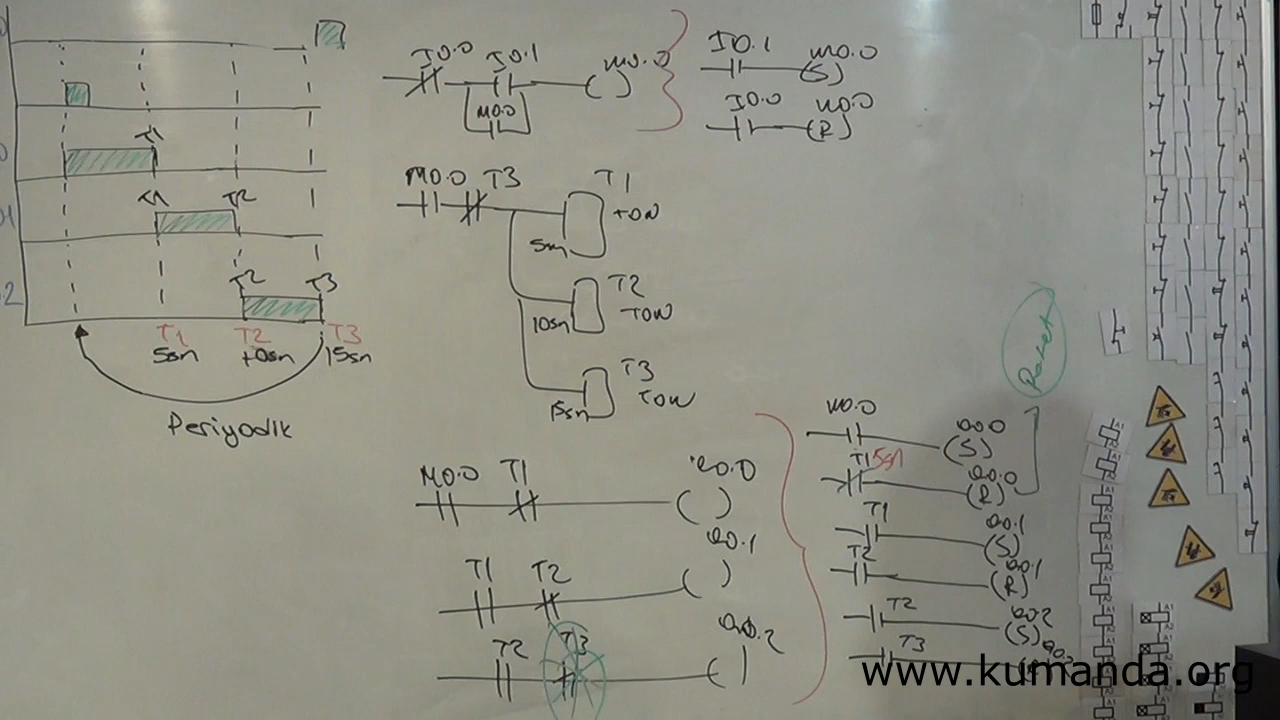 I0.0 I0.1 M0.0
M0.0
I0.1 M0.0
(S)
I0.0 M0.0
(R)
T1
T1 T2
T2 T3
T1 T2 T3
5sn 10sn 15sn
Periyodik
M0.0 T3 T1
TON
5sn
T2
TON
10sn
T3
TON
15sn
M0.0 T1 Q0.0
T1 T2 Q0.1
T2 T3 Q0.2
M0.0 Q0.0
(S)
T1 5sn Q0.0
(R)
T1 Q0.1
(S)
T2 Q0.1
(R)
T2 Q0.2
(S)
T3 Q0.2
www.kumanda.org